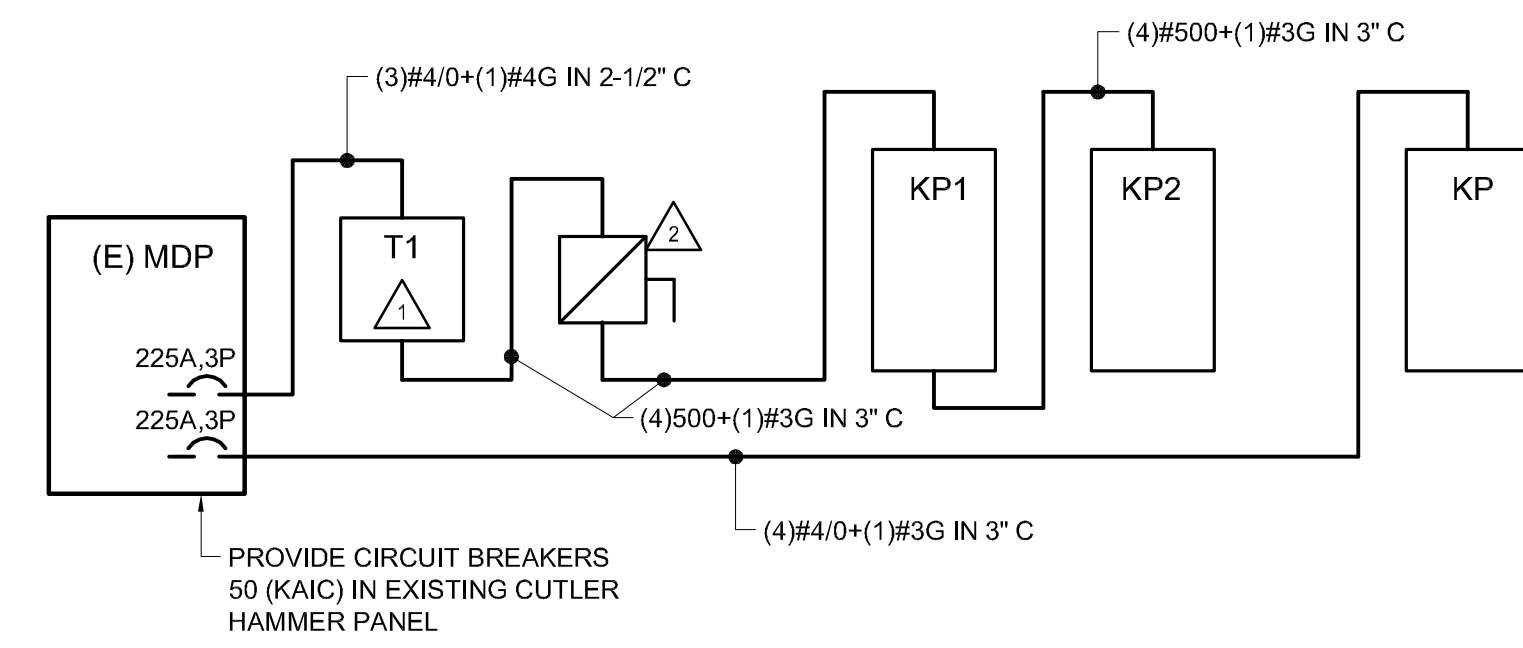 (4)#500+(1)#3G IN 3" C
(3)#4/0+(1)#4G IN 2-1/2" C
KP1
KP2
KP
(E) MDP
T1
1
2
225A,3P
225A,3P
(4)500+(1)#3G IN 3" C
(4)#4/0+(1)#3G IN 3" C
PROVIDE CIRCUIT BREAKERS
50 (KAIC) IN EXISTING CUTLER
HAMMER PANEL